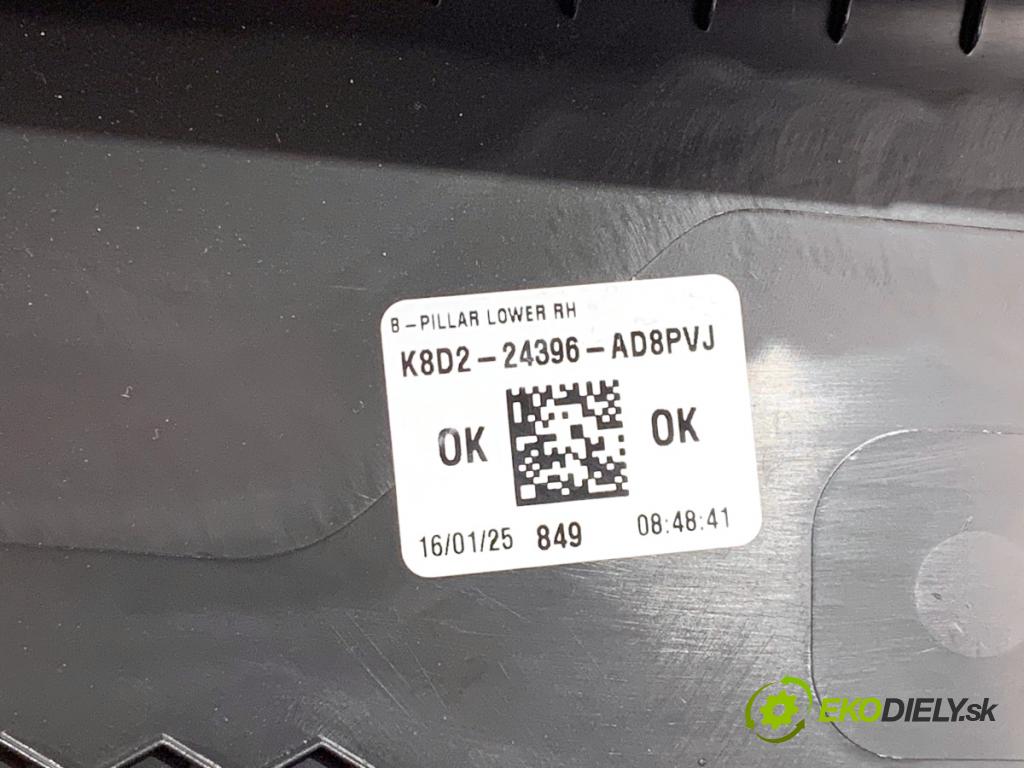 B-PILLAR LOWER RH
K8D2-24396-AD8PVJ
OK OK
16/01/25 849 08:48:41
EKODIELY.sk